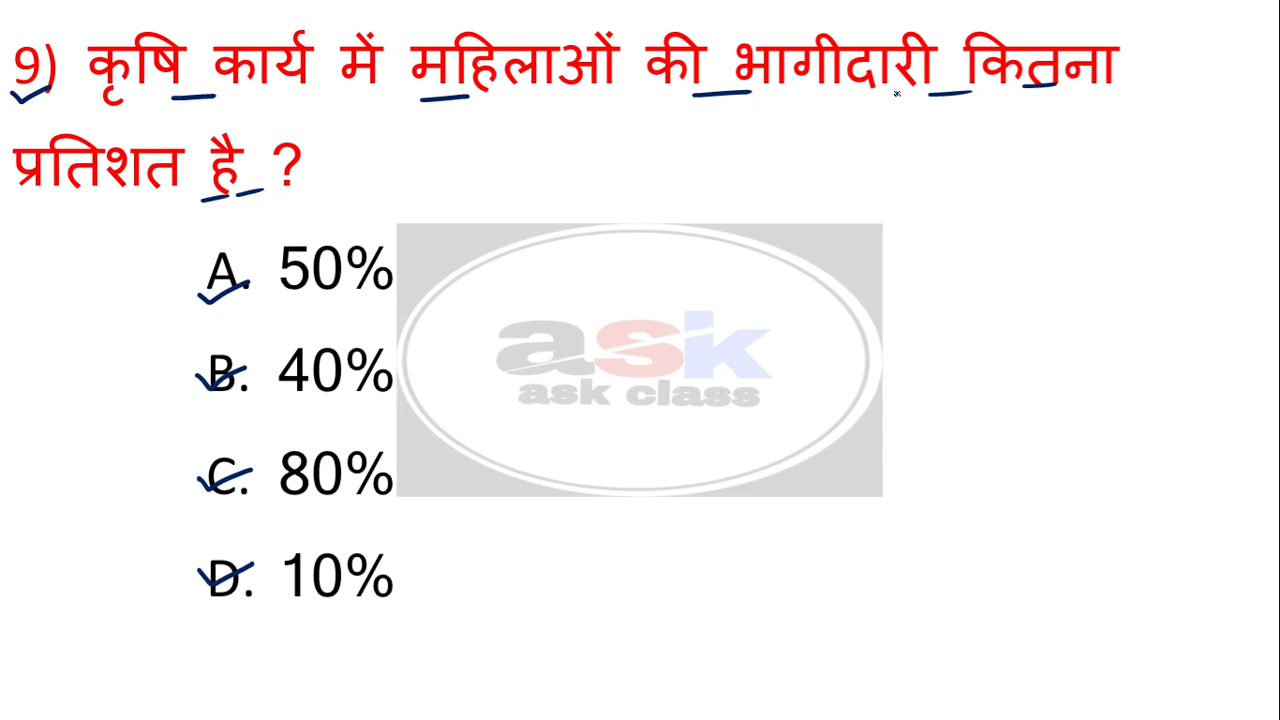 9) कृषि कार्य में महिलाओं की भागीदारी कितना
प्रतिशत है ?
A. 50%
B. 40%
C. 80%
D. 10%
ask
ask class